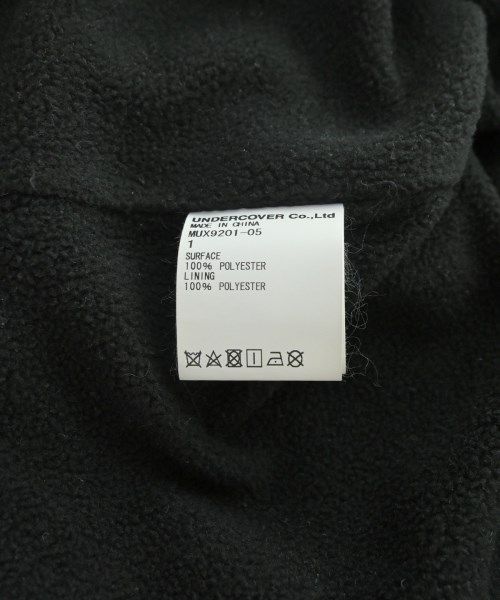 UNDERCOVER Co.,Ltd
MADE IN CHINA
MUX9201-05
1
SURFACE
100% POLYESTER
LINING
100% POLYESTER